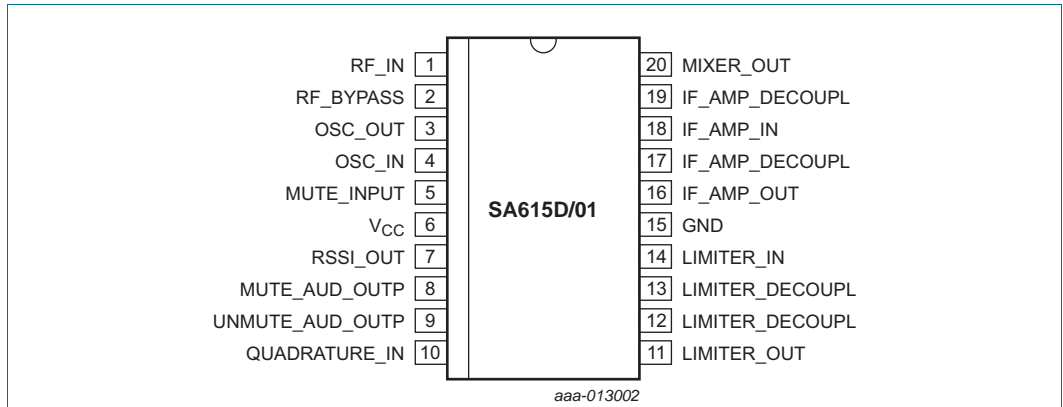 RF_IN 1
RF_BYPASS 2
OSC_OUT 3
OSC_IN 4
MUTE_INPUT 5
VCC 6
RSSI_OUT 7
MUTE_AUD_OUTP 8
UNMUTE_AUD_OUTP 9
QUADRATURE_IN 10
SA615D/01
20 MIXER_OUT
19 IF_AMP_DECOUPL
18 IF_AMP_IN
17 IF_AMP_DECOUPL
16 IF_AMP_OUT
15 GND
14 LIMITER_IN
13 LIMITER_DECOUPL
12 LIMITER_DECOUPL
11 LIMITER_OUT
aaa-013002